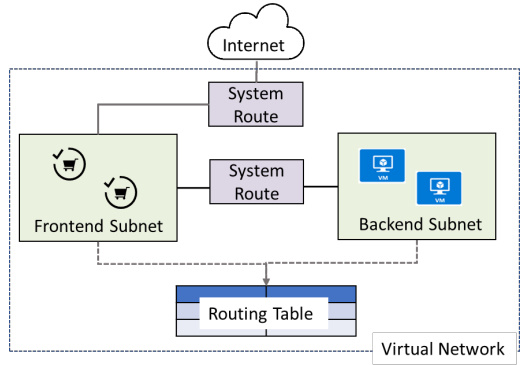 Internet
System
Route
System
Route
Frontend Subnet
VM
VM
Backend Subnet
Routing Table
Virtual Network